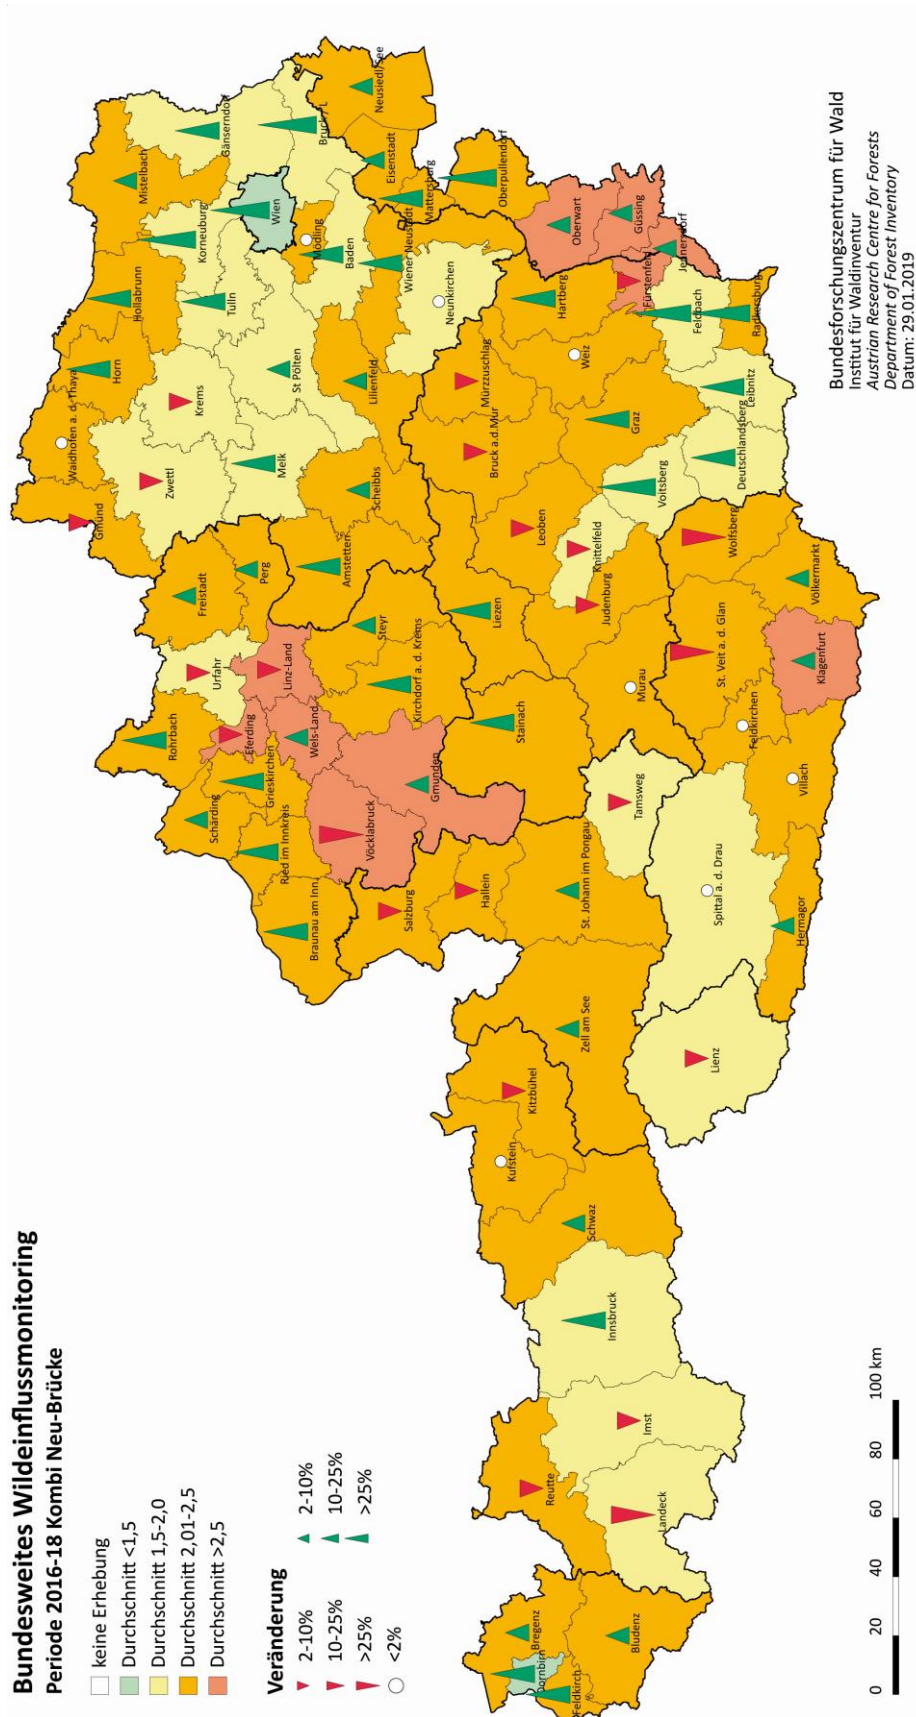 Bundesweites Wildeinflussmonitoring
Periode 2016-18 Kombi Neu-Brücke
keine Erhebung
Durchschnitt <1,5
Durchschnitt 1,5-2,0
Durchschnitt 2,01-2,5
Durchschnitt >2,5
Veränderung
2-10%
10-25%
>25%
<2%
2-10%
10-25%
>25%
0 20 40 60 80 100 km
Bregenz
Dornbirn
Feldkirch
Bludenz
Reutte
Landeck
Imst
Innsbruck
Schwaz
Kufstein
Kitzbühel
Lienz
Zell am See
St. Johann im Pongau
Hallein
Salzburg
Tamsweg
Spittal a. d. Drau
Hermagor
Villach
Feldkirchen
St. Veit a. d. Glan
Klagenfurt
Völkermarkt
Wolfsberg
Braunau am Inn
Ried im Innkreis
Schärding
Grieskirchen
Rohrbach
Eferding
Urfahr
Linz-Land
Wels-Land
Vöcklabruck
Gmunden
Kirchdorf a. d. Krems
Steyr
Freistadt
Perg
Stainach
Liezen
Murau
Judenburg
Knittelfeld
Leoben
Bruck a.d.Mur
Mürzzuschlag
Voitsberg
Graz
Weiz
Hartberg
Fürstenfeld
Feldbach
Radkersburg
Leibnitz
Deutschlandsberg
Amstetten
Scheibbs
Melk
Lilienfeld
St Pölten
Gmünd
Waidhofen a. d. Thaya
Zwettl
Krems
Horn
Hollabrunn
Tulln
Korneuburg
Mistelbach
Gänserndorf
Wien
Bruck / L
Mödling
Baden
Wiener Neustadt
Neunkirchen
Neusiedl/See
Eisenstadt
Mattersburg
Oberpullendorf
Oberwart
Güssing
Jennersdorf
Bundesforschungszentrum für Wald
Institut für Waldinventur
Austrian Research Centre for Forests
Department of Forest Inventory
Datum: 29.01.2019